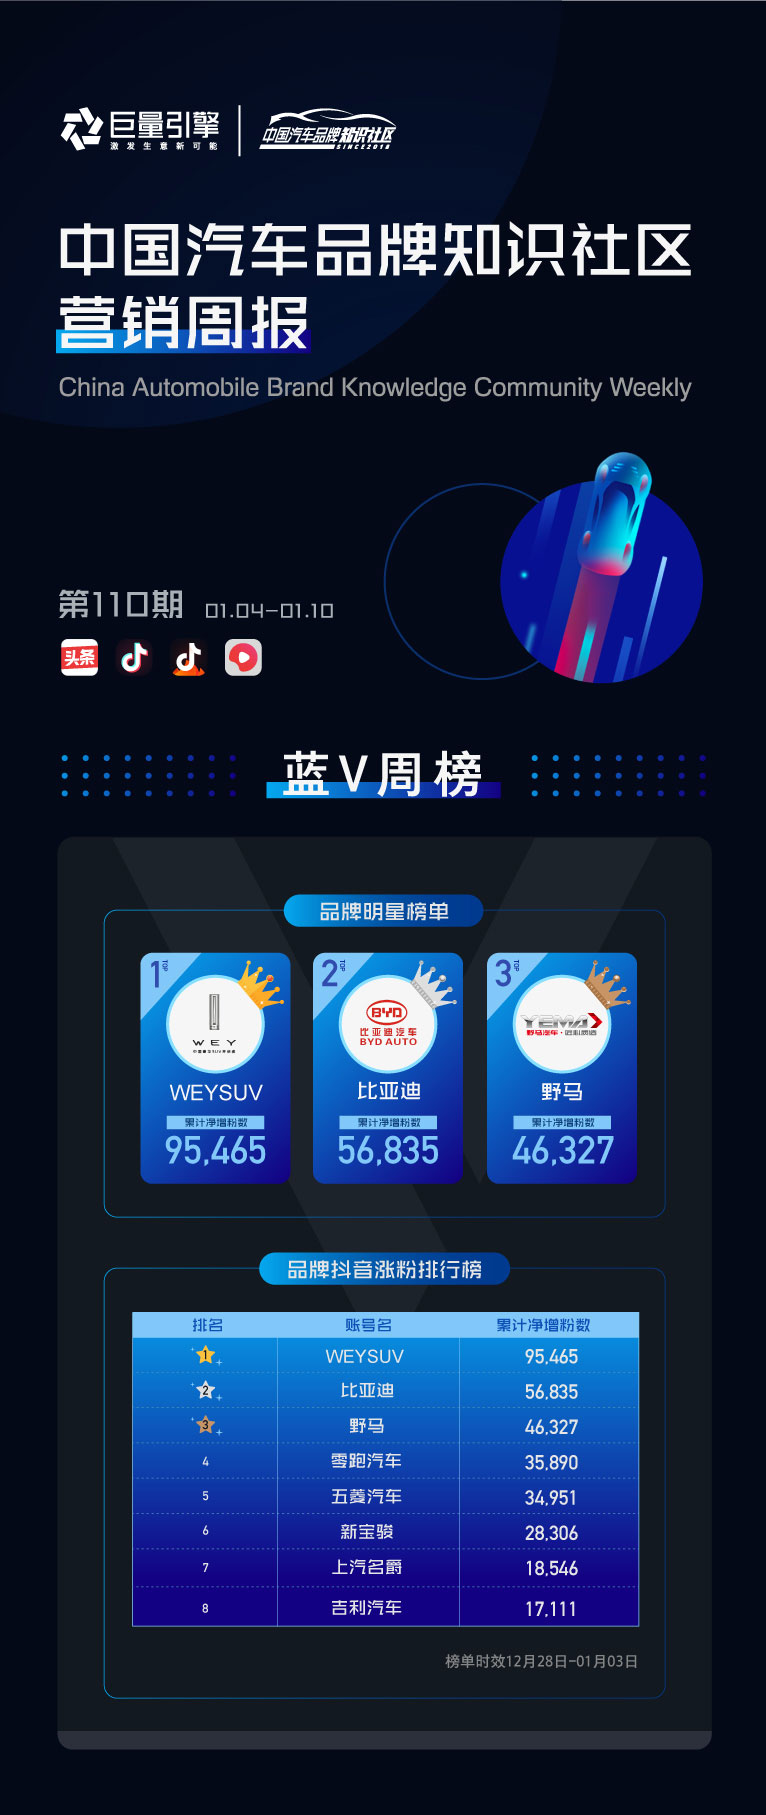 巨量引擎
激发生意新可能
中国汽车品牌知识社区
SINCE2018
中国汽车品牌知识社区
营销周报
China Automobile Brand Knowledge Community Weekly
第110期 01.04-01.10
头条
蓝V周榜
品牌明星榜单
1 TOP
WEY
WEYSUV
累计净增粉数
95,465
2 TOP
BYD
比亚迪汽车
BYD AUTO
比亚迪
累计净增粉数
56,835
3 TOP
YEMA
野马
累计净增粉数
46,327
品牌抖音涨粉排行榜
排名 账号名 累计净增粉数
1 WEYSUV 95,465
2 比亚迪 56,835
3 野马 46,327
4 零跑汽车 35,890
5 五菱汽车 34,951
6 新宝骏 28,306
7 上汽名爵 18,546
8 吉利汽车 17,111
榜单时效12月28日-01月03日